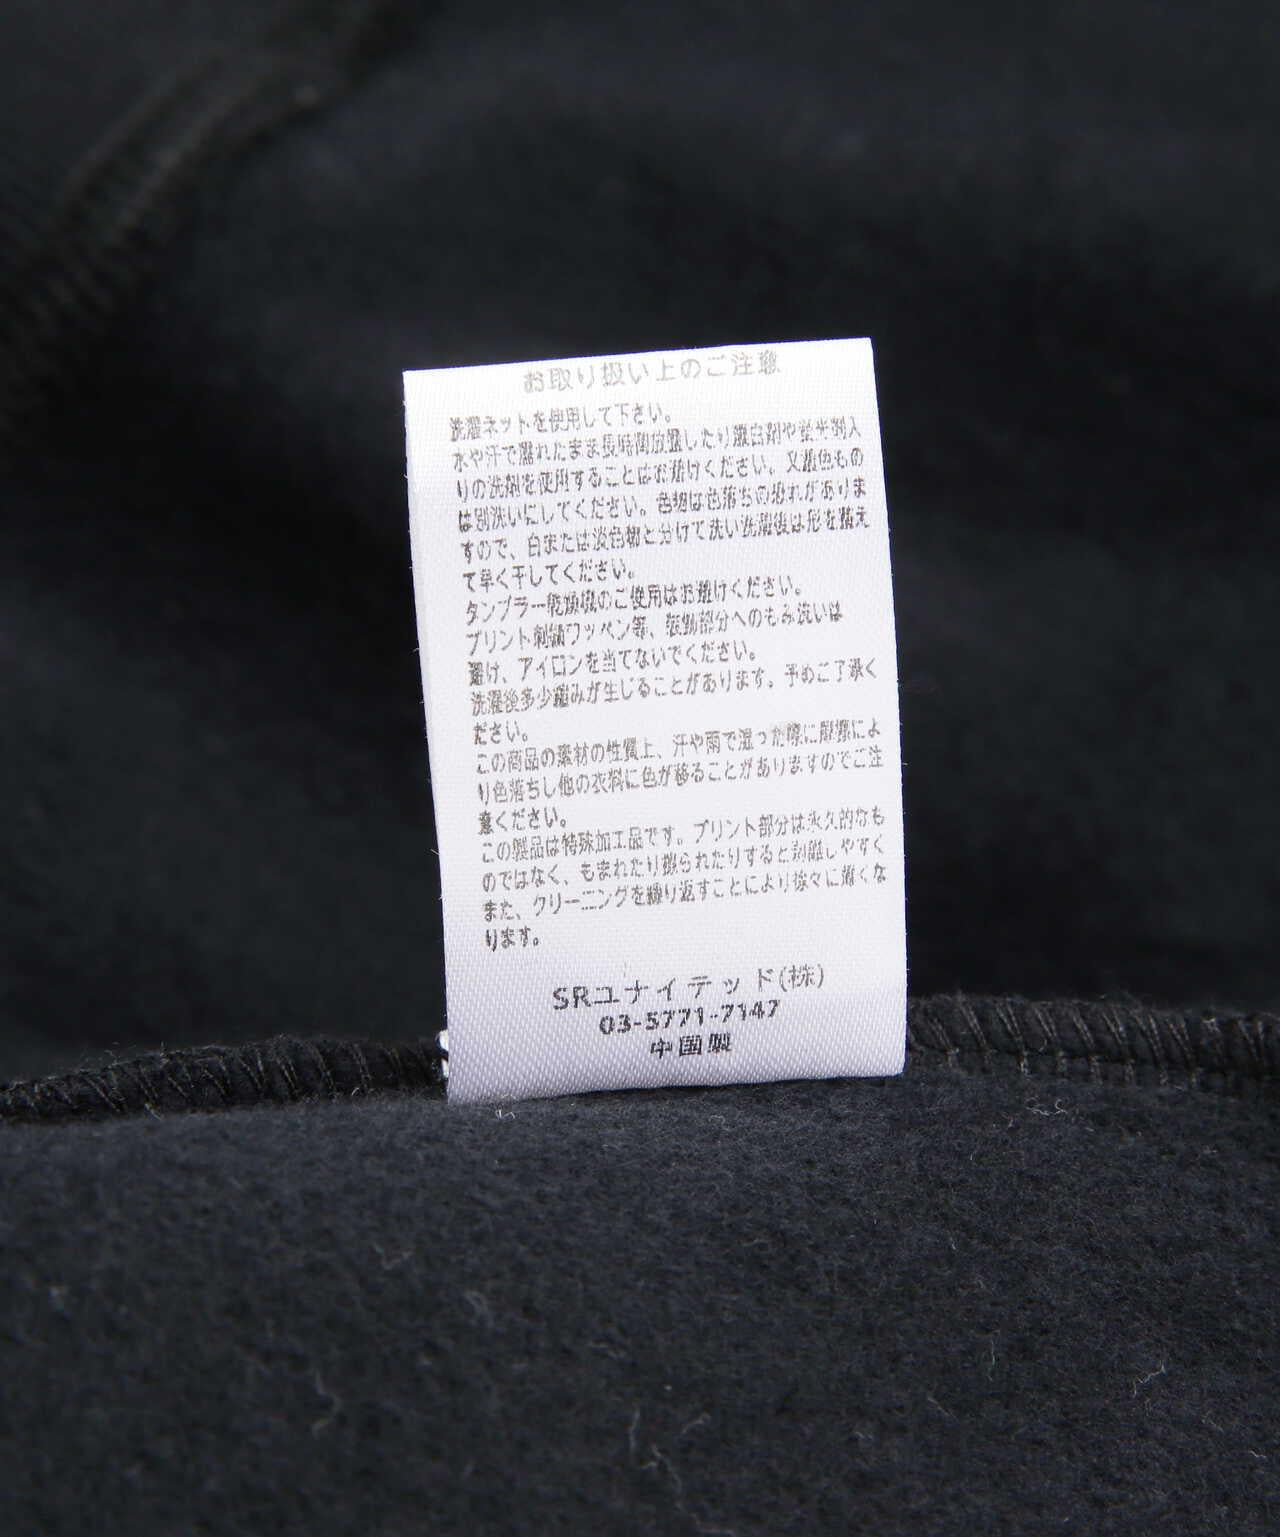 お取り扱い上のご注意
洗濯ネットを使用して下さい。
水や汗で濡れたまま長時間放置したり漂白剤や蛍光剤入
りの洗剤を使用することはお避けください。又濃色もの
は別洗いにしてください。色物は色落ちの恐れがありま
すので、白または淡色物と分けて洗い洗濯後は形を整え
て早く干してください。
タンブラー乾燥機のご使用はお避けください。
プリント刺繍ワッペン等、装飾部分へのもみ洗いは
避け、アイロンを当てないでください。
洗濯後多少縮みが生じることがあります。予めご了承く
ださい。
この商品の素材の性質上、汗や雨で湿った際に摩擦によ
り色落ちし他の衣料に色が移ることがありますのでご注
意ください。
この製品は特殊加工品です。プリント部分は永久的なも
のではなく、もまれたり擦られたりすると剥離しやすく
また、クリーニングを繰り返すことにより徐々に薄くな
ります。
SRユナイテッド(株)
03-5771-7147
中国製